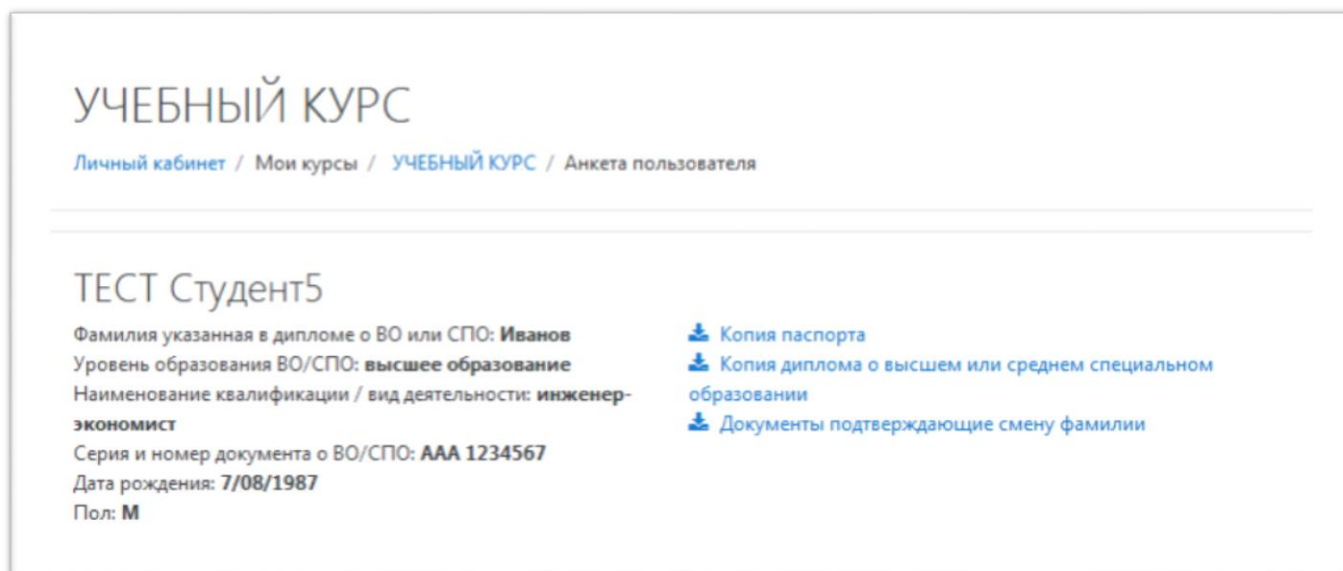 УЧЕБНЫЙ КУРС
Личный кабинет / Мои курсы / УЧЕБНЫЙ КУРС / Анкета пользователя
ТЕСТ Студент5
Фамилия указанная в дипломе о ВО или СПО: Иванов
Уровень образования ВО/СПО: высшее образование
Наименование квалификации / вид деятельности: инженер-
экономист
Серия и номер документа о ВО/СПО: ААА 1234567
Дата рождения: 7/08/1987
Пол: М
Копия паспорта
Копия диплома о высшем или среднем специальном
образовании
Документы подтверждающие смену фамилии